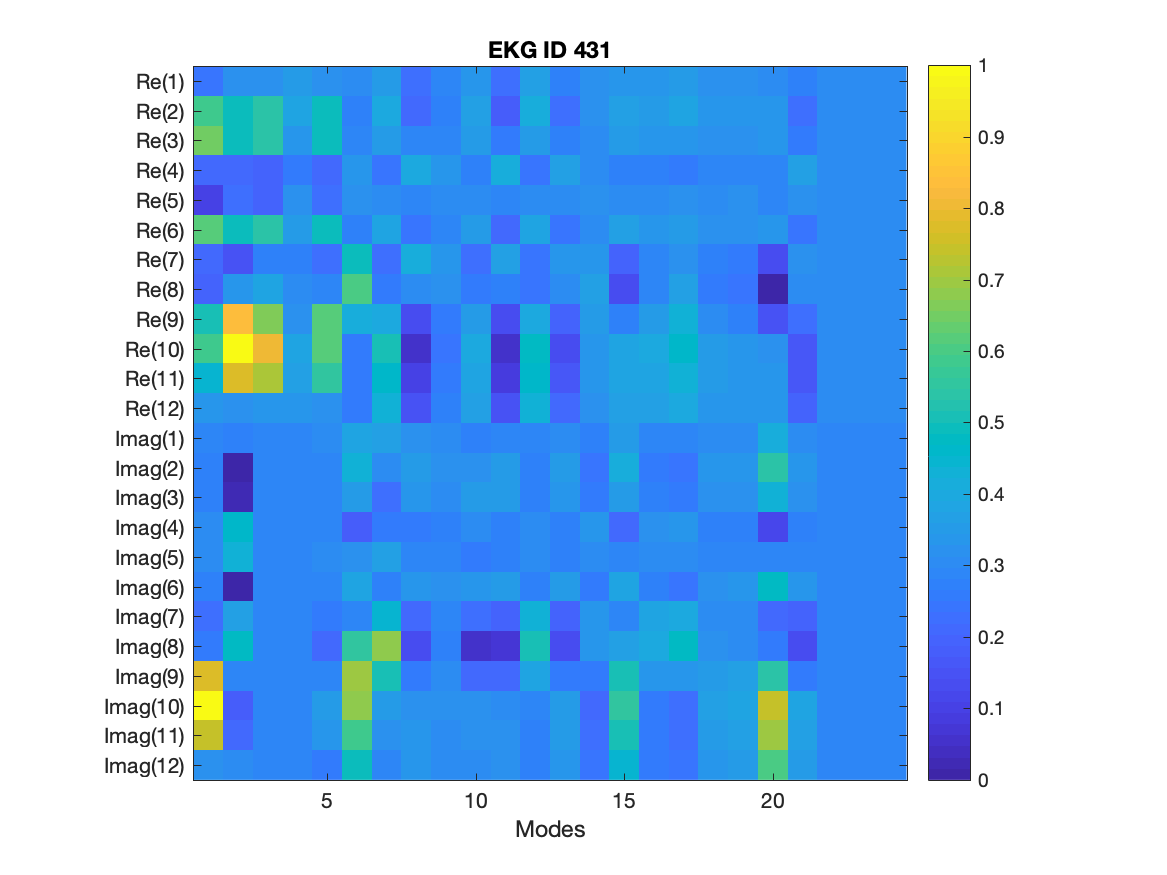 EKG ID 431
Re(1)
Re(2)
Re(3)
Re(4)
Re(5)
Re(6)
Re(7)
Re(8)
Re(9)
Re(10)
Re(11)
Re(12)
Imag(1)
Imag(2)
Imag(3)
Imag(4)
Imag(5)
Imag(6)
Imag(7)
Imag(8)
Imag(9)
Imag(10)
Imag(11)
Imag(12)
5 10 15 20
Modes
1
0.9
0.8
0.7
0.6
0.5
0.4
0.3
0.2
0.1
0